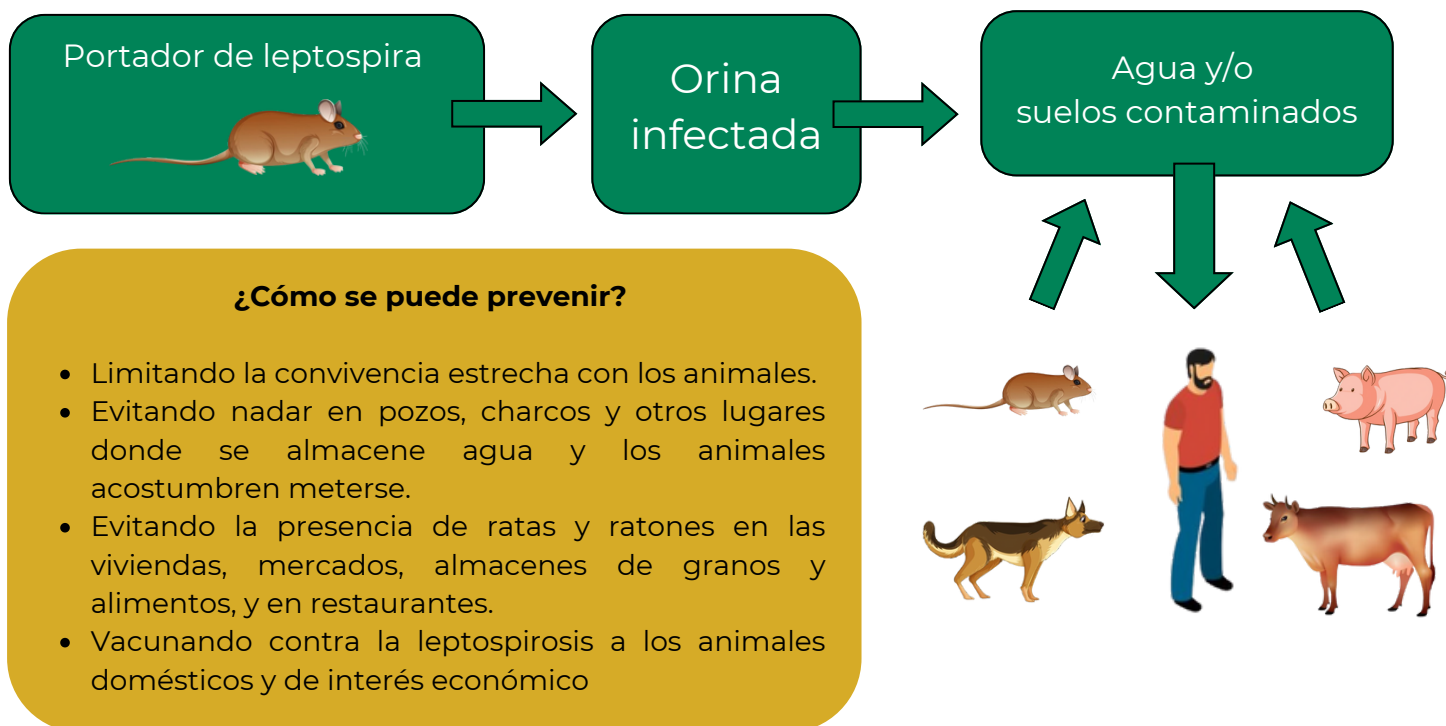 Portador de leptospira
Orina
infectada
Agua y/o
suelos contaminados
¿Cómo se puede prevenir?
• Limitando la convivencia estrecha con los animales.
• Evitando nadar en pozos, charcos y otros lugares
donde se almacene agua y los animales
acostumbren meterse.
• Evitando la presencia de ratas y ratones en las
viviendas, mercados, almacenes de granos y
alimentos, y en restaurantes.
• Vacunando contra la leptospirosis a los animales
domésticos y de interés económico